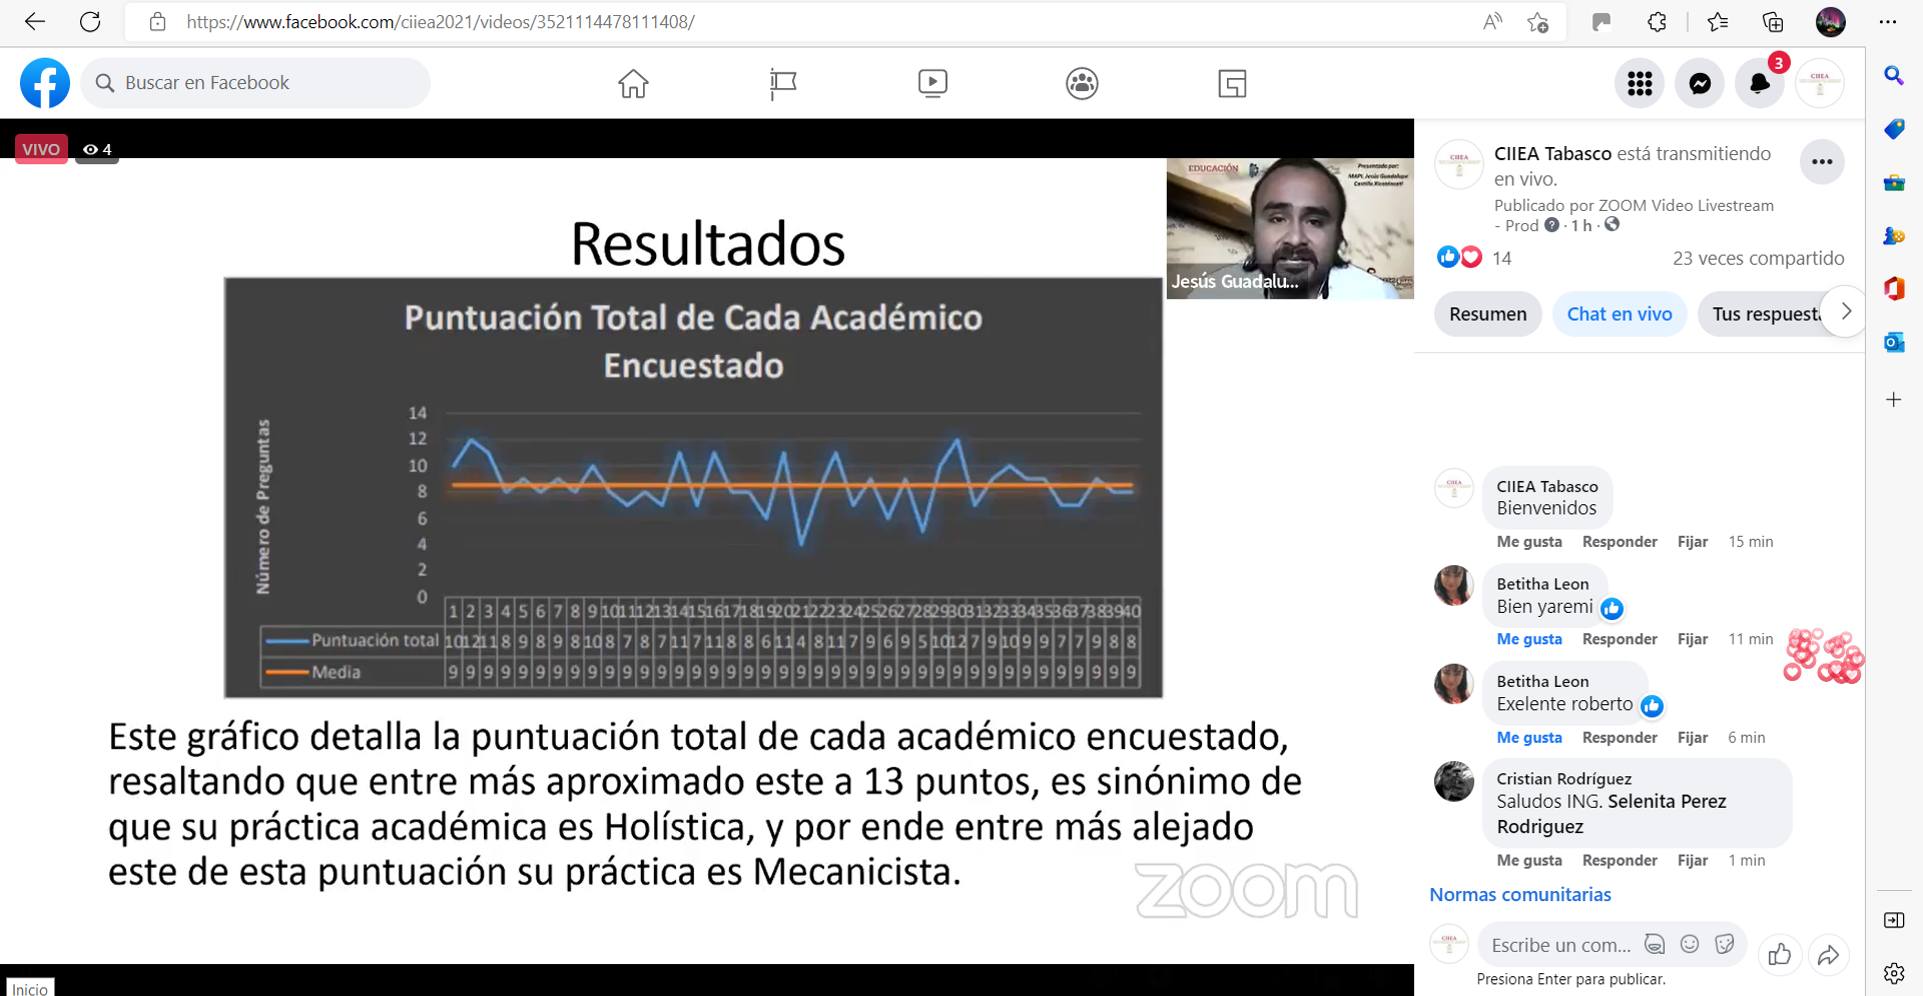 https://www.facebook.com/ciiea2021/videos/3521114478111408/
Buscar en Facebook
3
VIVO
4
EDUCACIÓN
Presentado por:
MAPI. Jesús Guadalupe
Castillo Xicoténcatl
Jesús Guadalu...
Resultados
Puntuación Total de Cada Académico
Encuestado
Número de Preguntas
14
12
10
8
6
4
2
0
1 2 3 4 5 6 7 8 9 10 11 12 13 14 15 16 17 18 19 20 21 22 23 24 25 26 27 28 29 30 31 32 33 34 35 36 37 38 39 40
Puntuación total 10 12 11 8 9 8 9 8 10 8 7 8 7 11 7 11 8 8 6 11 4 8 11 7 9 6 9 5 10 12 7 9 10 9 9 7 7 9 8 8
Media 9 9 9 9 9 9 9 9 9 9 9 9 9 9 9 9 9 9 9 9 9 9 9 9 9 9 9 9 9 9 9 9 9 9 9 9 9 9 9 9
Este gráfico detalla la puntuación total de cada académico encuestado,
resaltando que entre más aproximado este a 13 puntos, es sinónimo de
que su práctica académica es Holística, y por ende entre más alejado
este de esta puntuación su práctica es Mecanicista.
zoom
CIIEA Tabasco está transmitiendo
en vivo.
Publicado por ZOOM Video Livestream
- Prod · 1 h ·
14
23 veces compartido
Resumen
Chat en vivo
Tus respuesta
CIIEA Tabasco
Bienvenidos
Me gusta Responder Fijar 15 min
Betitha Leon
Bien yaremi
Me gusta Responder Fijar 11 min
Betitha Leon
Exelente roberto
Me gusta Responder Fijar 6 min
Cristian Rodríguez
Saludos ING. Selenita Perez
Rodriguez
Me gusta Responder Fijar 1 min
Normas comunitarias
Escribe un com...
Presiona Enter para publicar.
Inicio